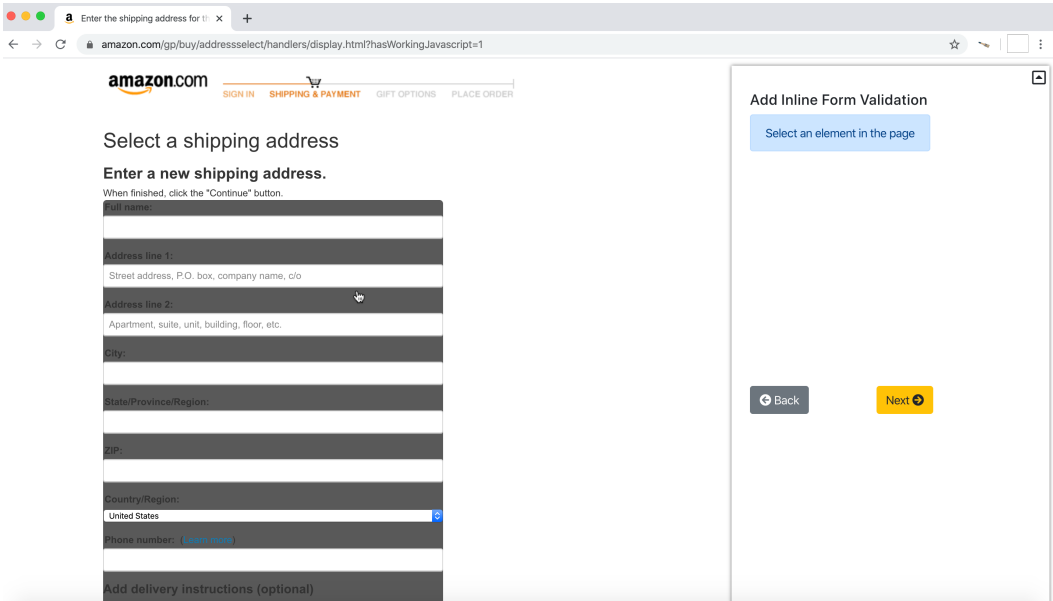 Enter the shipping address for th
amazon.com/gp/buy/addressselect/handlers/display.html?hasWorkingJavascript=1
amazon.com
SIGN IN SHIPPING & PAYMENT GIFT OPTIONS PLACE ORDER
Select a shipping address
Enter a new shipping address.
When finished, click the "Continue" button.
Full name:
Address line 1:
Street address, P.O. box, company name, c/o
Address line 2:
Apartment, suite, unit, building, floor, etc.
City:
State/Province/Region:
ZIP:
Country/Region:
United States
Phone number: (Learn more)
Add delivery instructions (optional)
Add Inline Form Validation
Select an element in the page
Back
Next